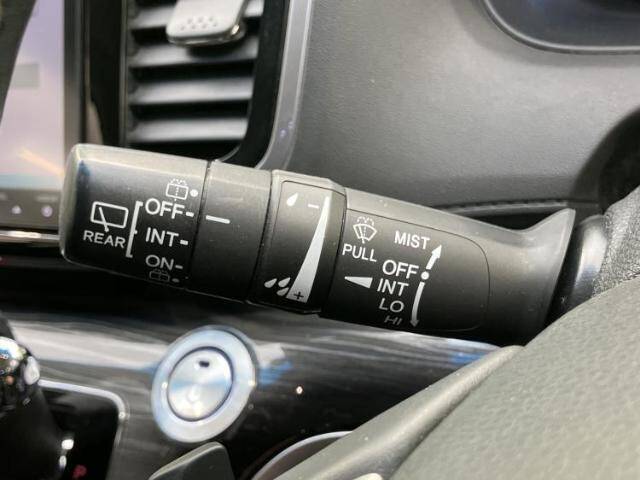 OFF
INT
ON
REAR
-
+
PULL
MIST
OFF
INT
LO
HI